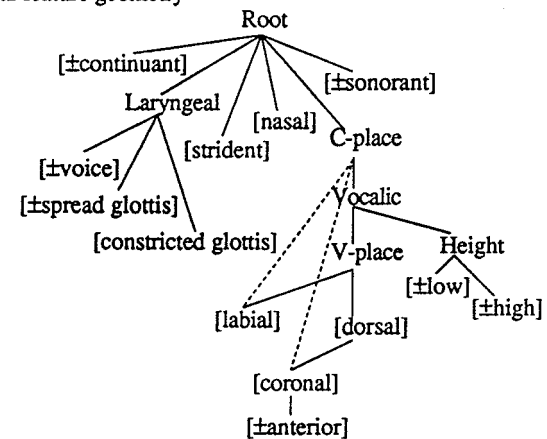 Root
[±continuant]
[±sonorant]
Laryngeal
[nasal]
[strident]
C-place
[±voice]
[±spread glottis]
Vocalic
[constricted glottis]
V-place
Height
[±low]
[±high]
[labial]
[dorsal]
[coronal]
[±anterior]